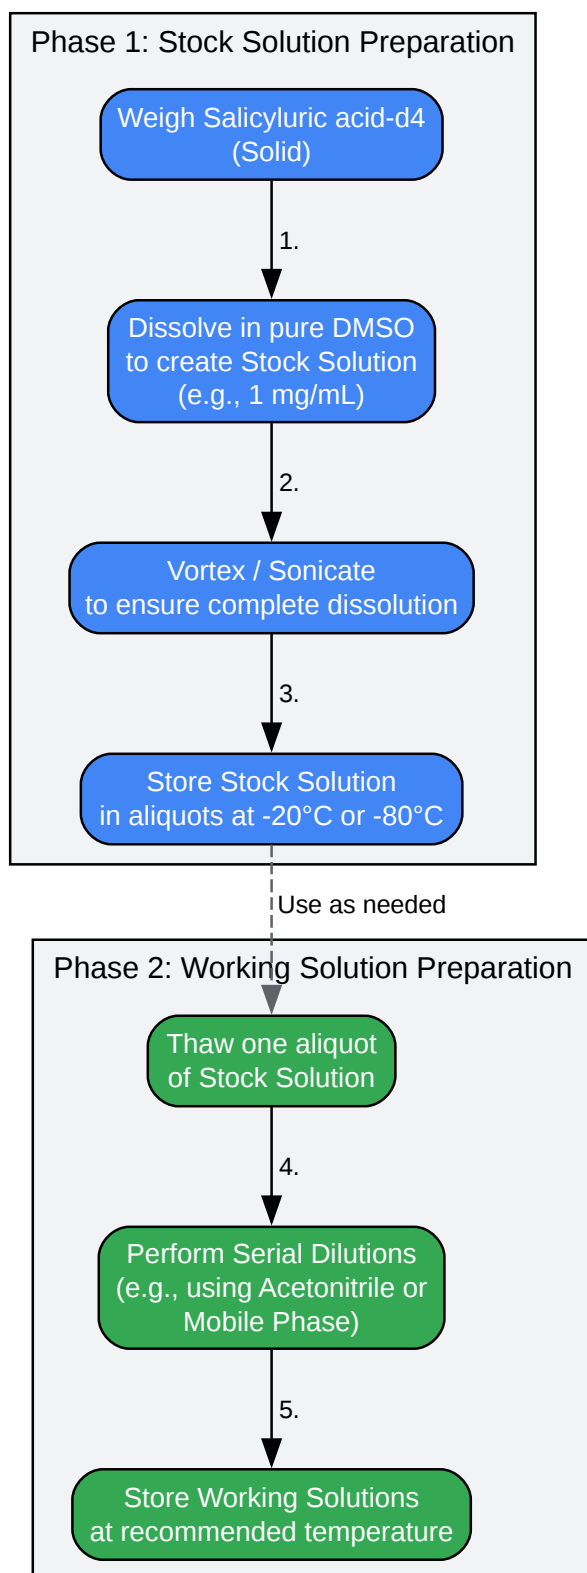 Phase 1: Stock Solution Preparation
Weigh Salicyluric acid-d4
(Solid)
1.
Dissolve in pure DMSO
to create Stock Solution
(e.g., 1 mg/mL)
2.
Vortex / Sonicate
to ensure complete dissolution
3.
Store Stock Solution
in aliquots at -20°C or -80°C
Use as needed
Phase 2: Working Solution Preparation
Thaw one aliquot
of Stock Solution
4.
Perform Serial Dilutions
(e.g., using Acetonitrile or
Mobile Phase)
5.
Store Working Solutions
at recommended temperature